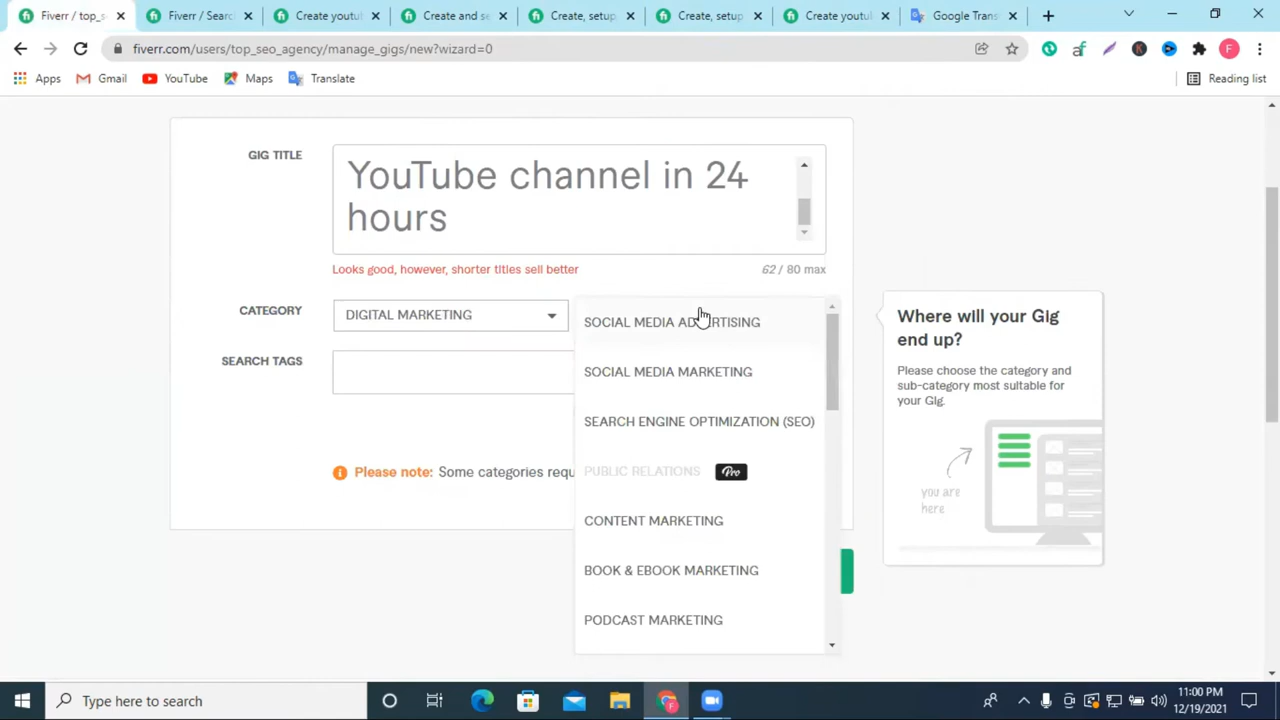 Fiverr / top_s
Fiverr / Searc
Create youtu
Create and se
Create, setup,
Create, setup,
Create youtu
Google Trans
fiverr.com/users/top_seo_agency/manage_gigs/new?wizard=0
F
Apps
Gmail
YouTube
Maps
Translate
Reading list
GIG TITLE
YouTube channel in 24
hours
Looks good, however, shorter titles sell better
62 / 80 max
CATEGORY
DIGITAL MARKETING
SEARCH TAGS
SOCIAL MEDIA ADVERTISING
SOCIAL MEDIA MARKETING
SEARCH ENGINE OPTIMIZATION (SEO)
PUBLIC RELATIONS
Pro
CONTENT MARKETING
BOOK & EBOOK MARKETING
PODCAST MARKETING
Please note: Some categories requ
Where will your Gig
end up?
Please choose the category and
sub-category most suitable for
your Gig.
you are
here
Type here to search
11:00 PM
12/19/2021